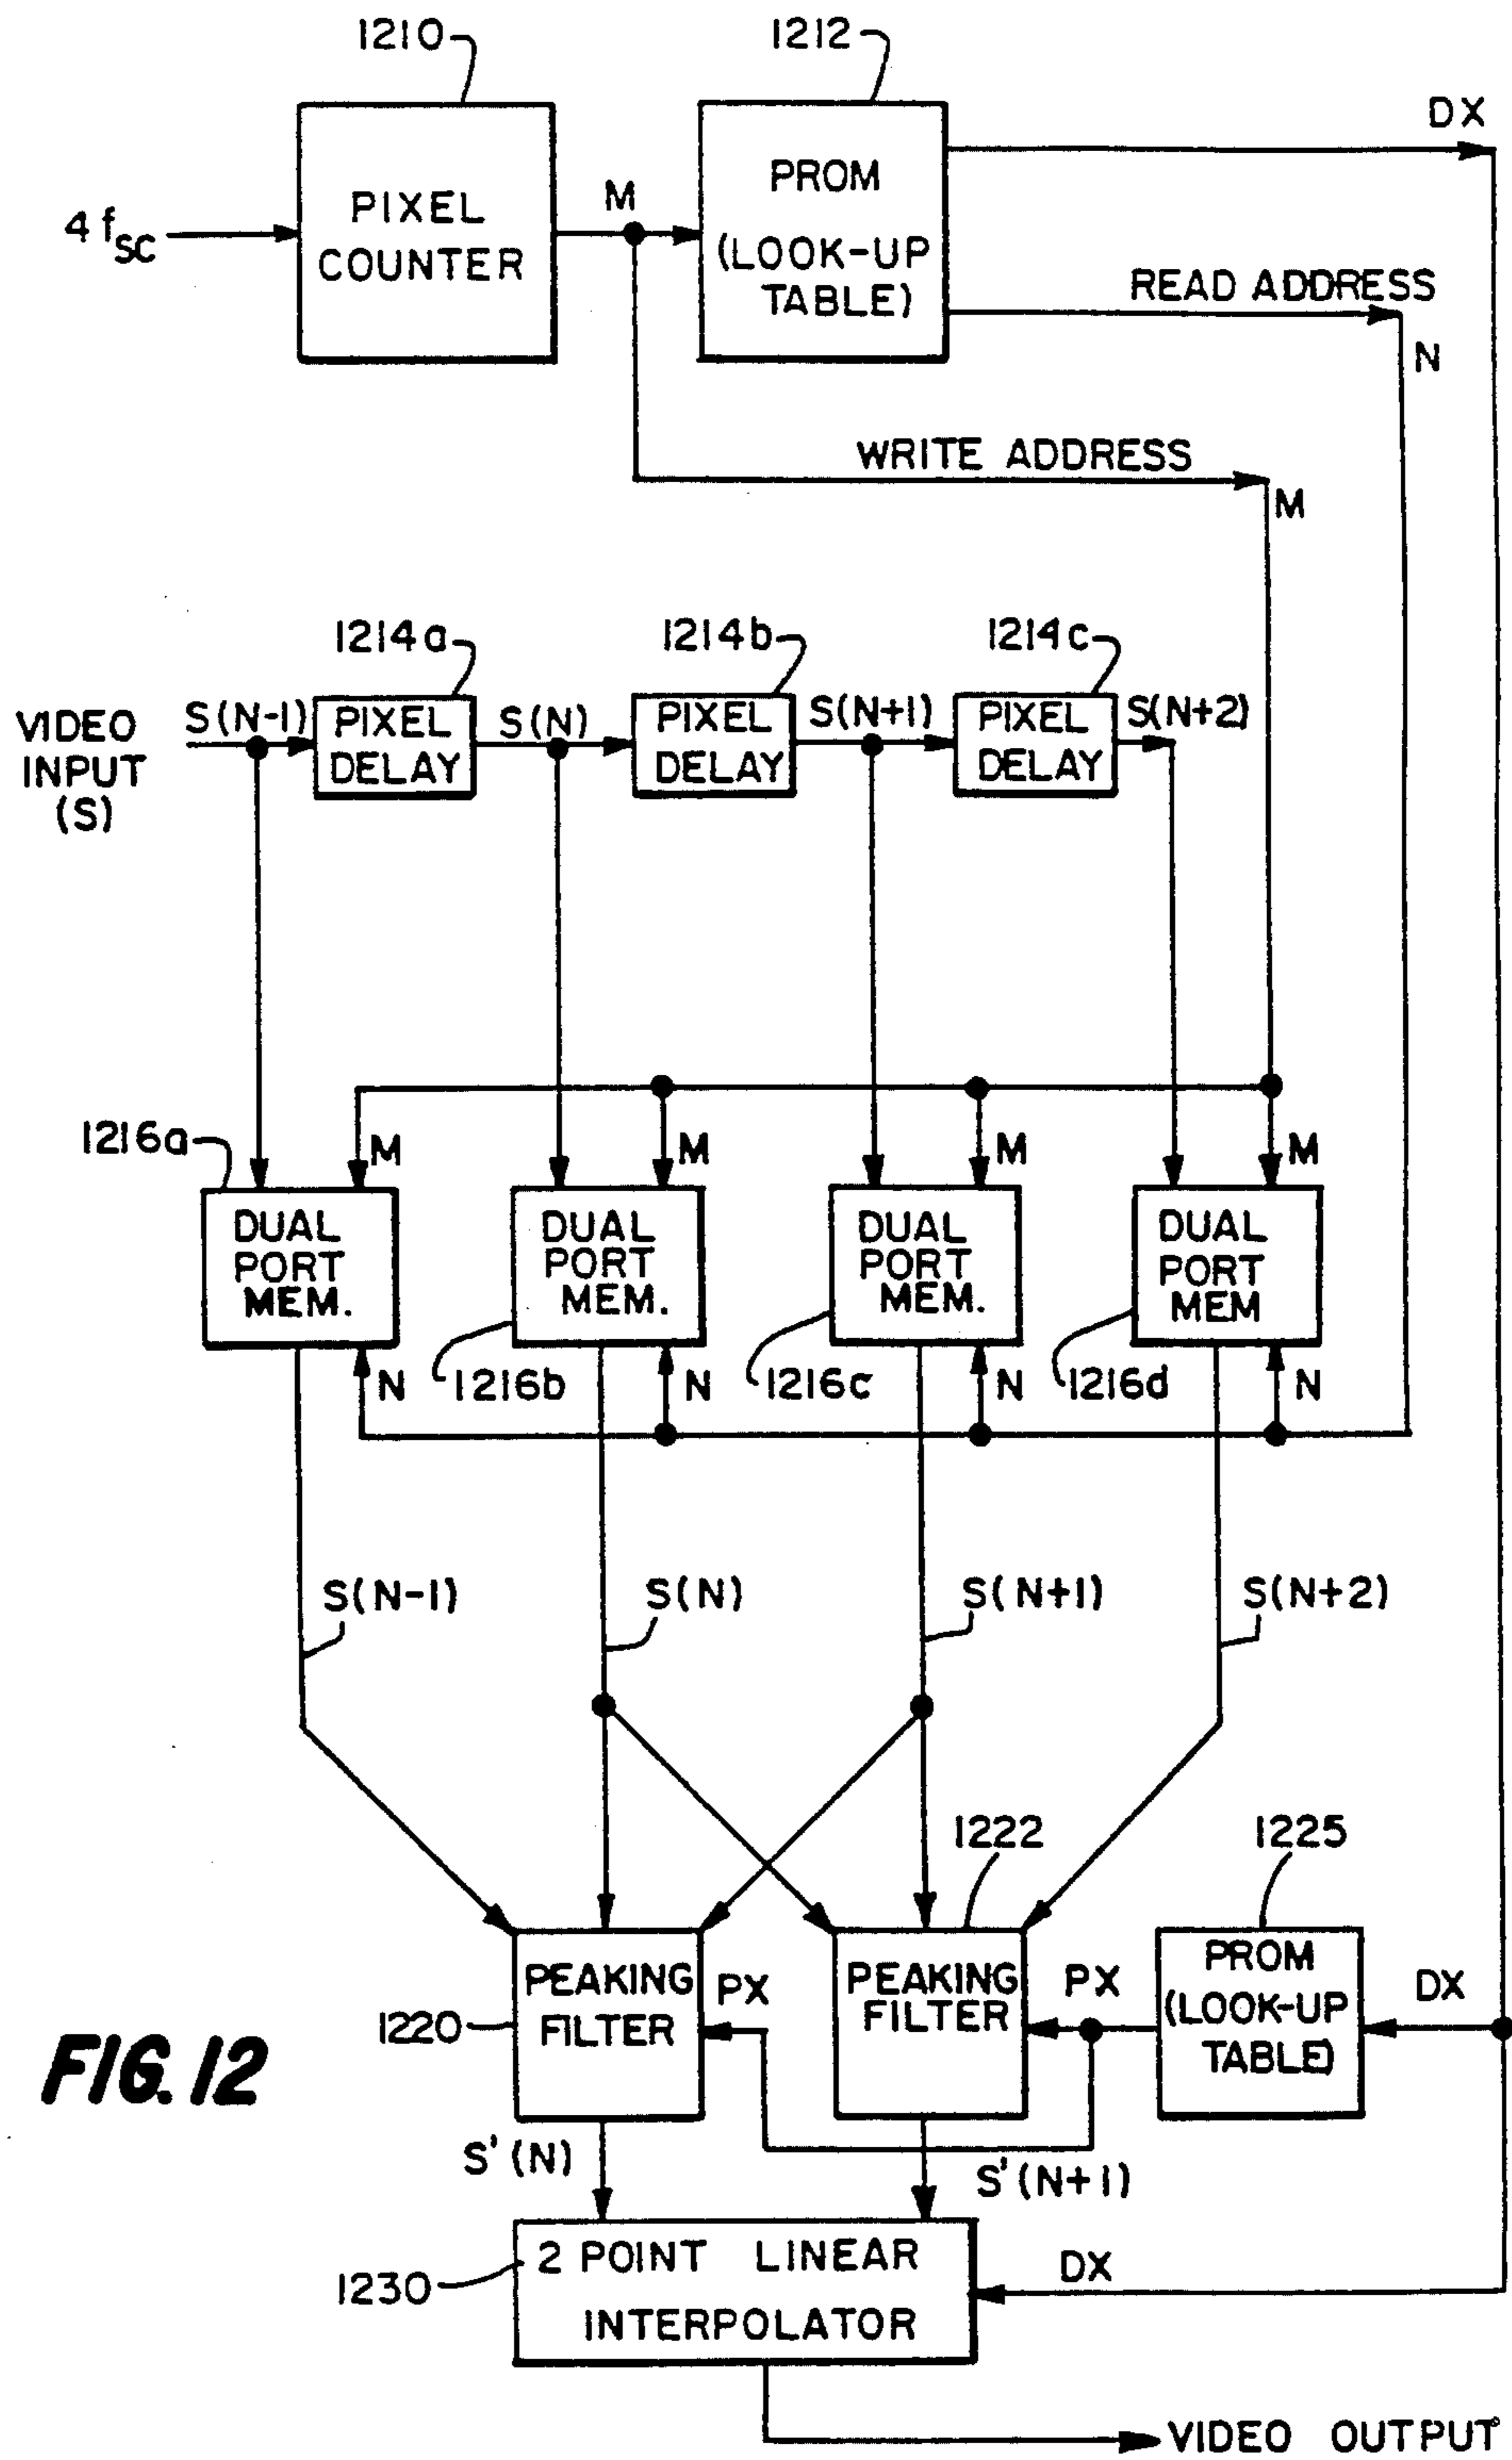 1210
1212
DX
4 fSC
PIXEL
COUNTER
M
PROM
(LOOK-UP
TABLE)
READ ADDRESS
N
WRITE ADDRESS
M
1214a
1214b
1214c
VIDEO
INPUT
(S)
S(N-1)
PIXEL
DELAY
S(N)
PIXEL
DELAY
S(N+1)
PIXEL
DELAY
S(N+2)
1216a
M
M
M
M
DUAL
PORT
MEM.
DUAL
PORT
MEM.
DUAL
PORT
MEM.
DUAL
PORT
MEM
N
1216b
N
1216c
N
1216d
N
S(N-1)
S(N)
S(N+1)
S(N+2)
1222
1225
PEAKING
FILTER
PX
PEAKING
FILTER
PX
PROM
(LOOK-UP
TABLE)
DX
1220
FIG. 12
S'(N)
S'(N+1)
2 POINT LINEAR
INTERPOLATOR
DX
1230
VIDEO OUTPUT